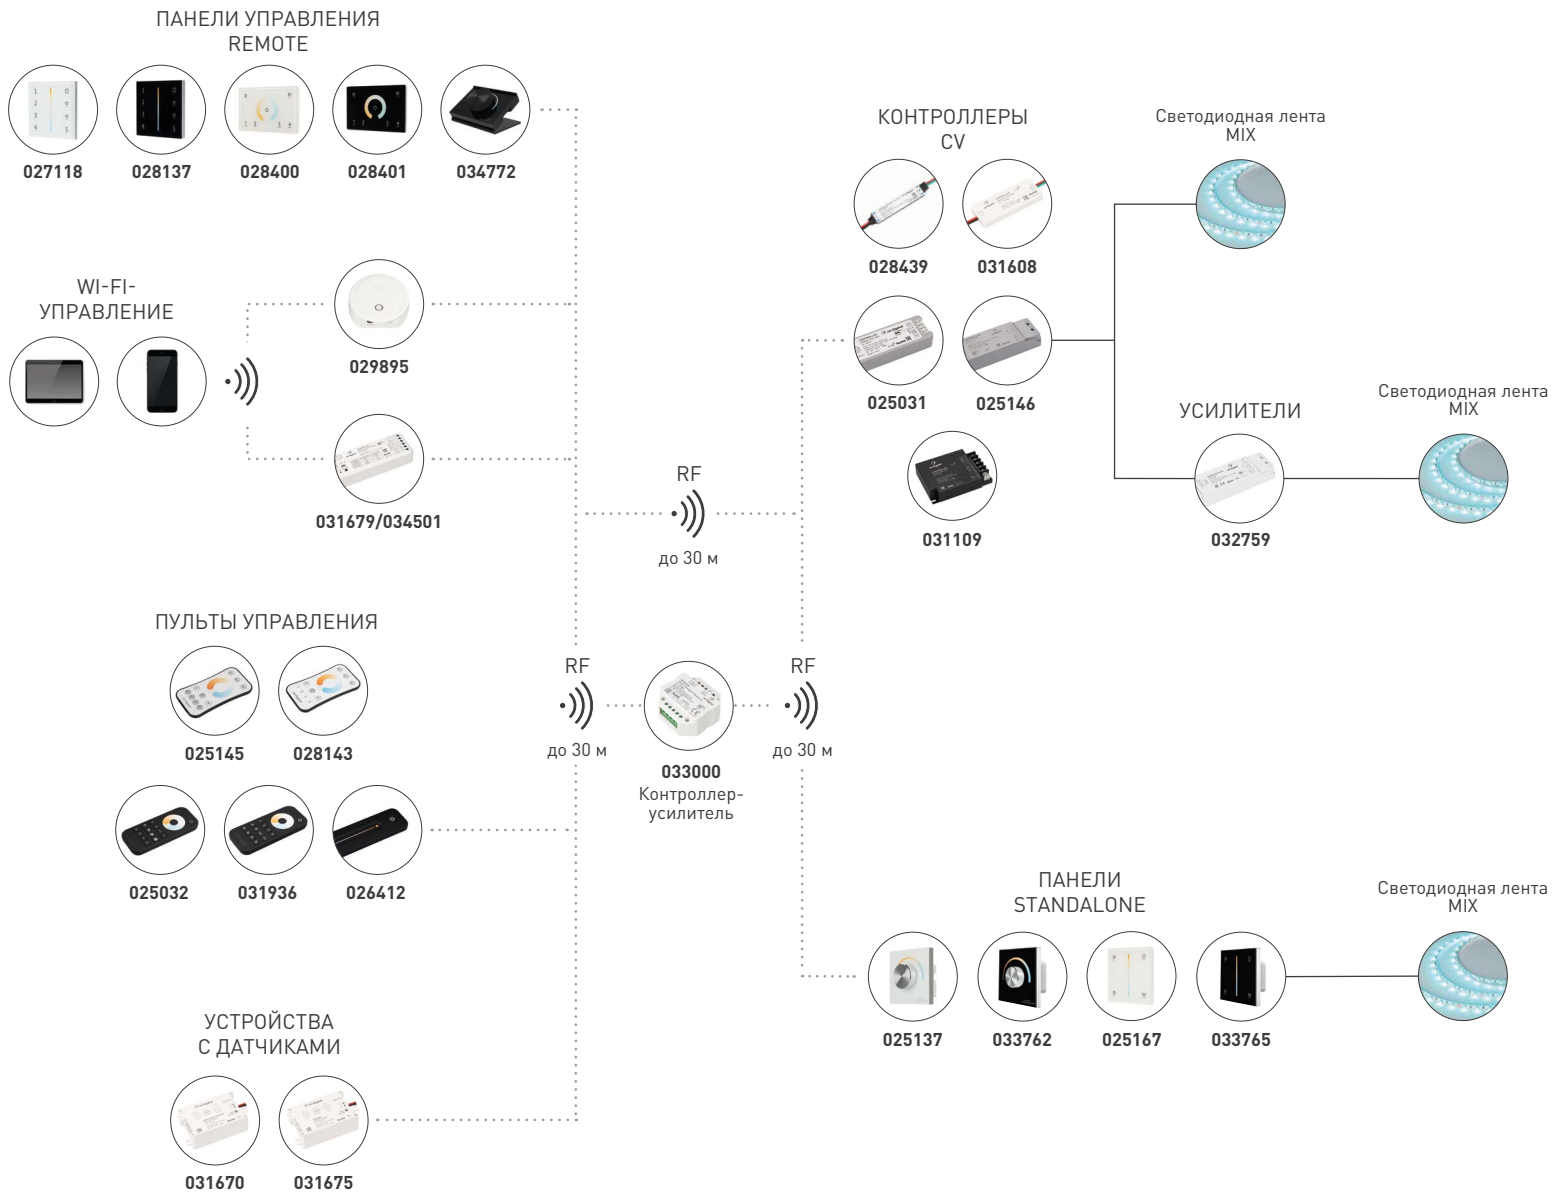 ПАНЕЛИ УПРАВЛЕНИЯ
REMOTE
027118
028137
028400
028401
034772
WI-FI-
УПРАВЛЕНИЕ
029895
031679/034501
ПУЛЬТЫ УПРАВЛЕНИЯ
025145
028143
025032
031936
026412
УСТРОЙСТВА
С ДАТЧИКАМИ
031670
031675
RF
до 30 м
RF
до 30 м
033000
Контроллер-
усилитель
RF
до 30 м
КОНТРОЛЛЕРЫ
CV
028439
031608
025031
025146
031109
Светодиодная лента
MIX
УСИЛИТЕЛИ
032759
Светодиодная лента
MIX
ПАНЕЛИ
STANDALONE
025137
033762
025167
033765
Светодиодная лента
MIX